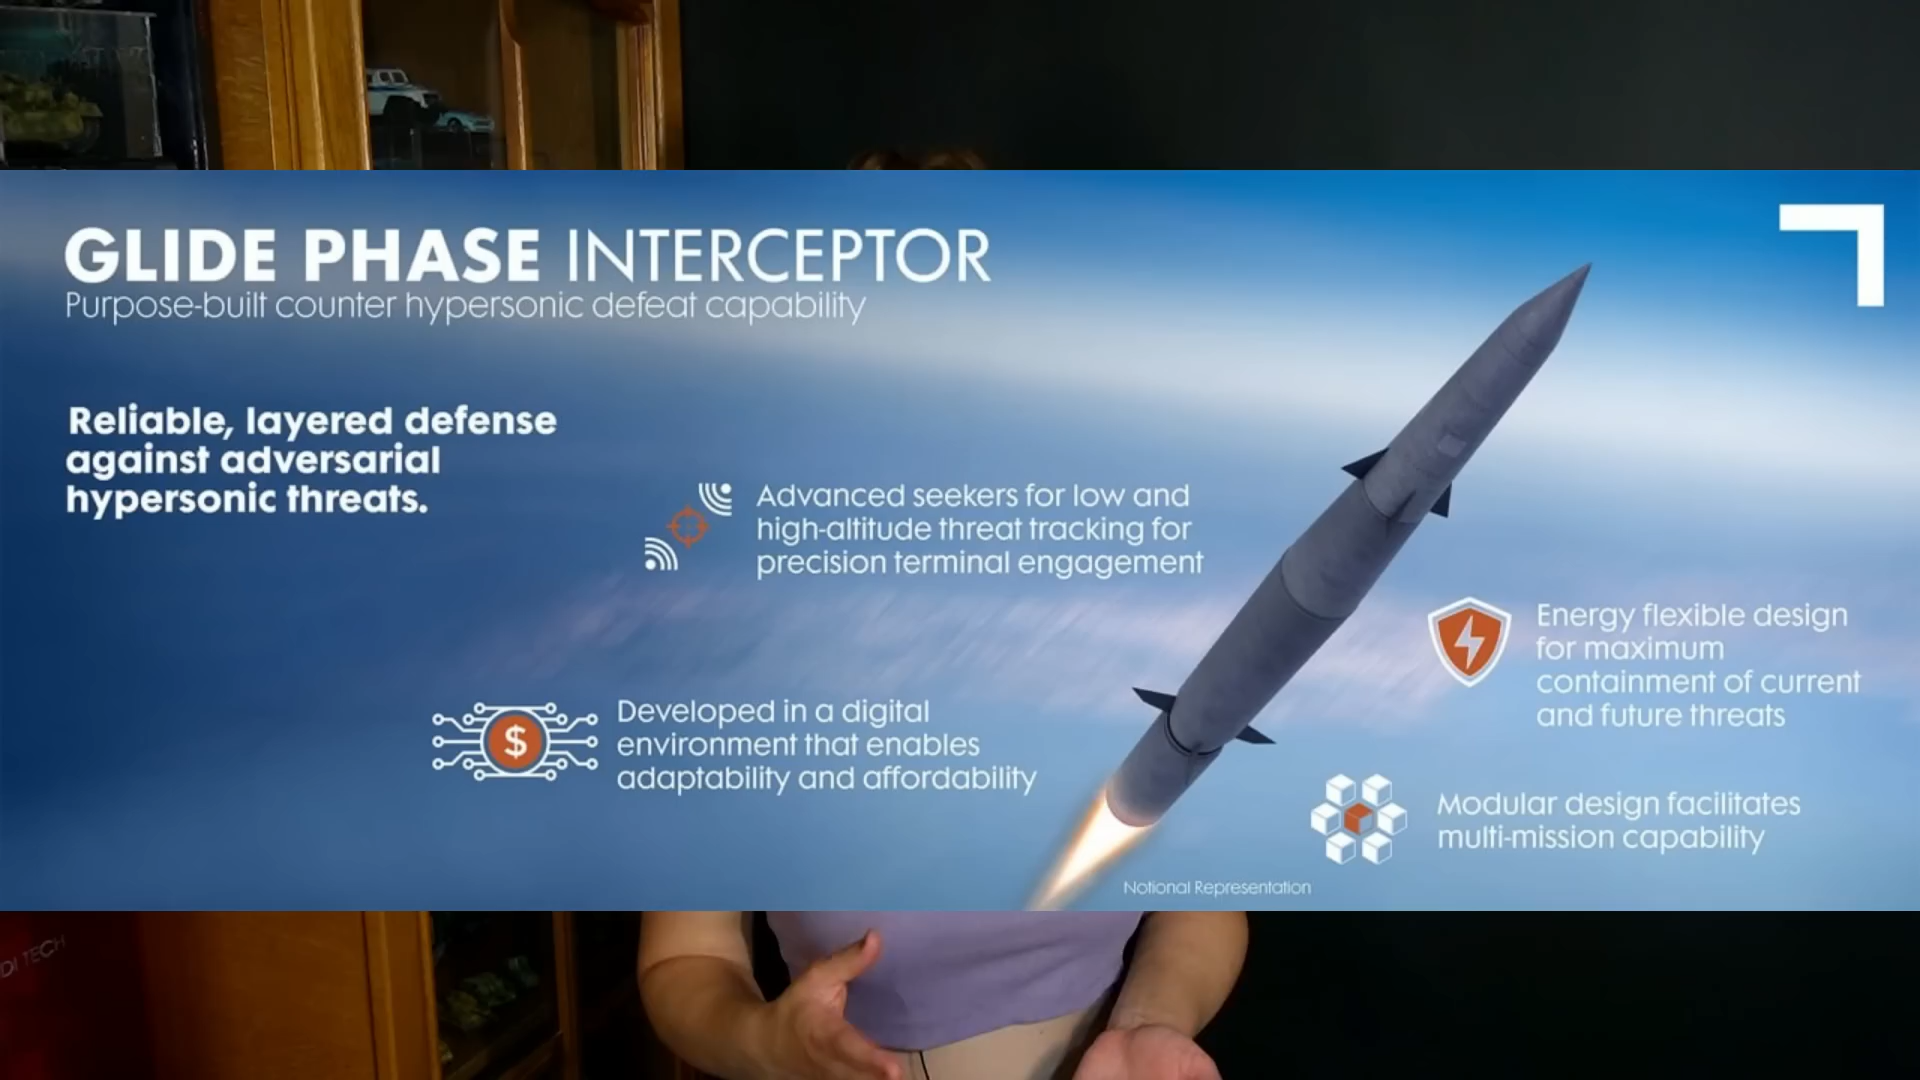 GLIDE PHASE INTERCEPTOR
Purpose-built counter hypersonic defeat capability
Reliable, layered defense
against adversarial
hypersonic threats.
Advanced seekers for low and
high-altitude threat tracking for
precision terminal engagement
Energy flexible design
for maximum
containment of current
and future threats
$
Developed in a digital
environment that enables
adaptability and affordability
Modular design facilitates
multi-mission capability
Notional Representation
TECH